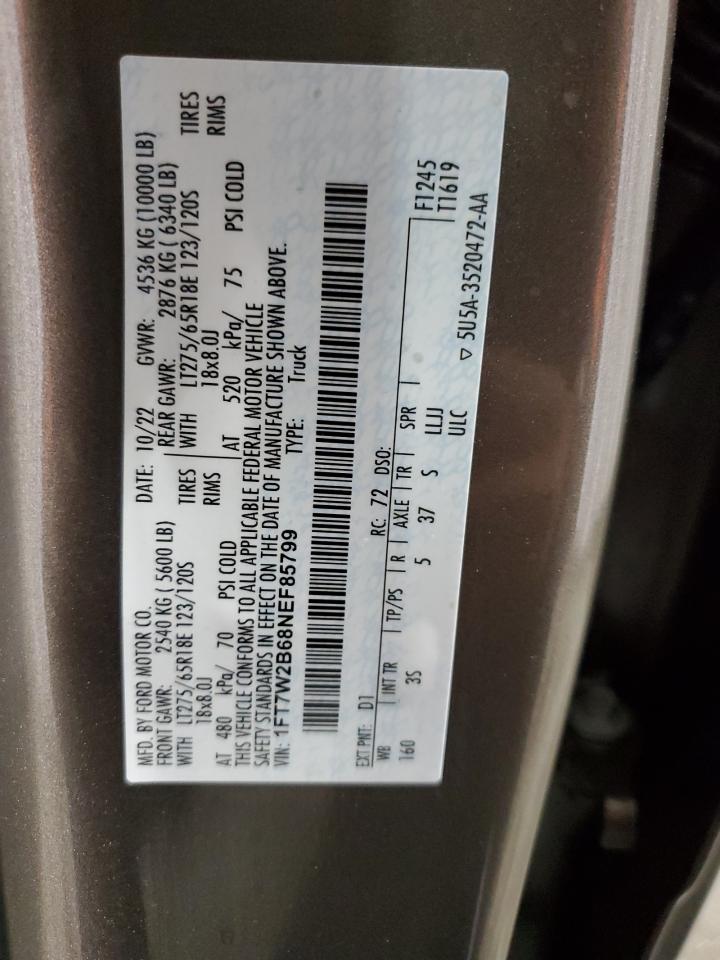 MFD. BY FORD MOTOR CO.
DATE: 10/22 GVWR: 4536 KG (10000 LB)
FRONT GAWR: 2540 KG ( 5600 LB)
REAR GAWR: 2876 KG ( 6340 LB)
WITH LT275/65R18E 123/120S TIRES
WITH LT275/65R18E 123/120S TIRES
18x8.0J RIMS
18x8.0J RIMS
AT 480 kPa/ 70 PSI COLD
AT 520 kPa/ 75 PSI COLD
THIS VEHICLE CONFORMS TO ALL APPLICABLE FEDERAL MOTOR VEHICLE
SAFETY STANDARDS IN EFFECT ON THE DATE OF MANUFACTURE SHOWN ABOVE.
VIN: 1FT7W2B68NEF85799 TYPE: Truck
EXT PNT: D1 RC: 72 DSO:
WB INT TR TP/PS R AXLE TR SPR
160 3S 5 37 S LLJJ
ULC
F1245
T1619
▽ 5U5A-3520472-AA